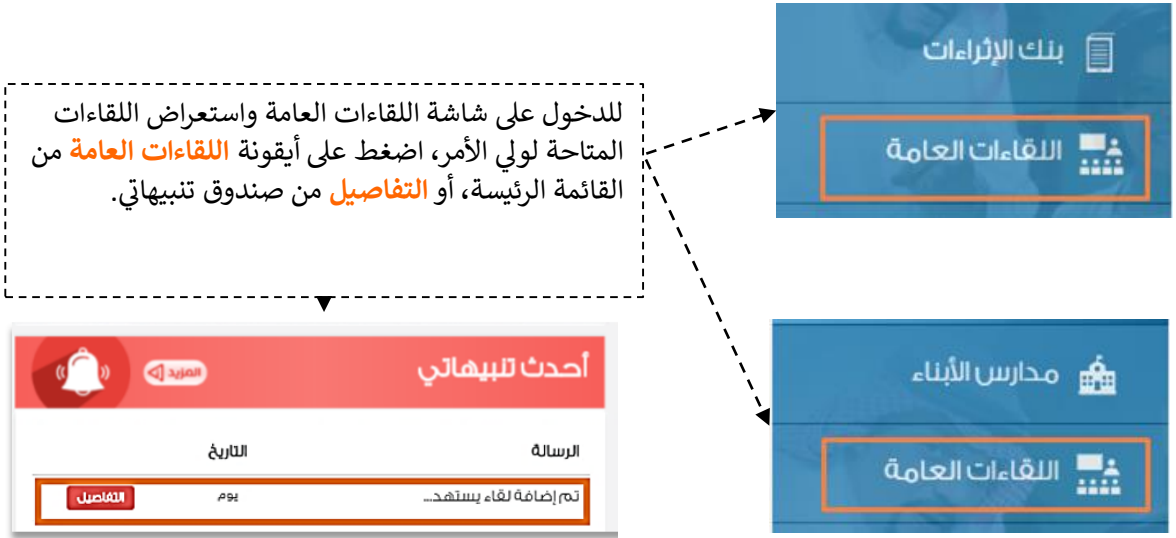 بنك الإثراءات
اللقاءات العامة
للدخول على شاشة اللقاءات العامة واستعراض اللقاءات
المتاحة لولي الأمر، اضغط على أيقونة اللقاءات العامة من
القائمة الرئيسة، أو التفاصيل من صندوق تنبيهاتي.
مدارس الأبناء
اللقاءات العامة
أحدث تنبيهاتي المزيد
الرسالة التاريخ
تم إضافة لقاء يستهد... يوم التفاصيل